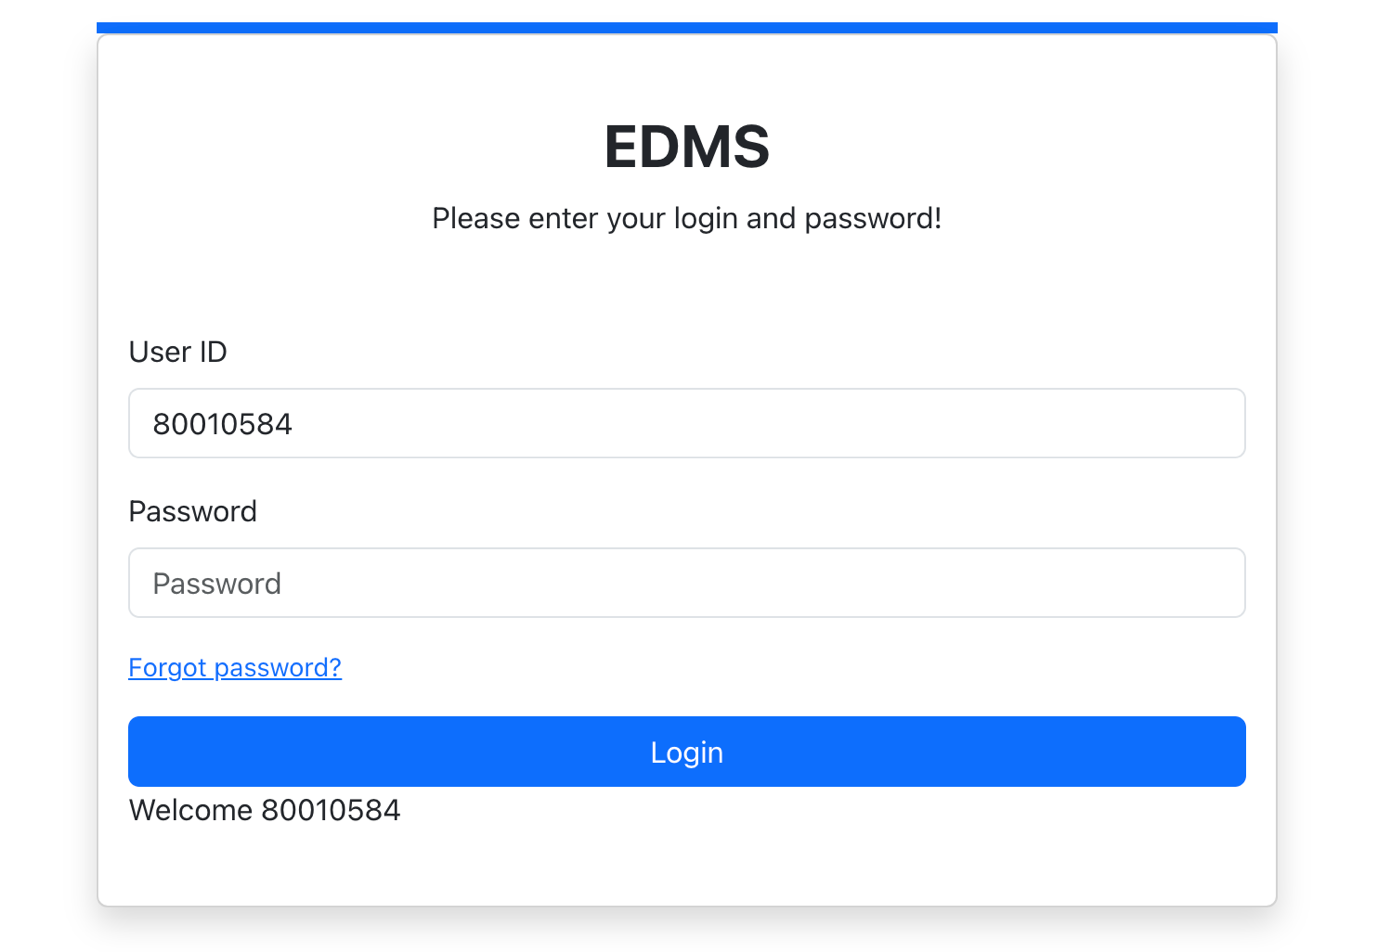 EDMS
Please enter your login and password!
User ID
80010584
Password
Password
Forgot password?
Login
Welcome 80010584